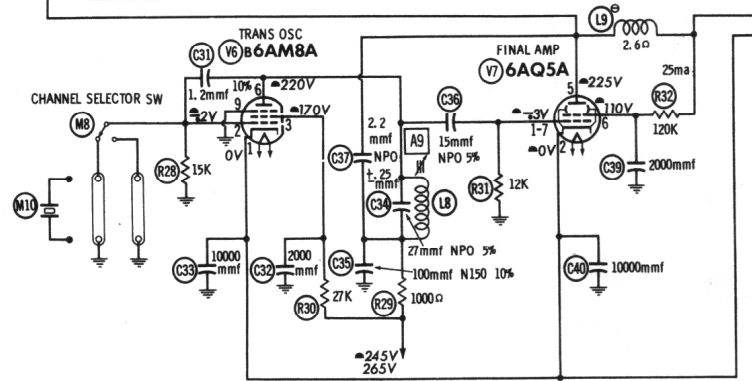 L9
2.6Ω
TRANS OSC
V6 B 6AM8A
FINAL AMP
V7 6AQ5A
C31
1.2mmf 10%
6
220V
5
225V
25ma
CHANNEL SELECTOR SW
M8
9
2
3
1
170V
2V
0V
R28
15K
2.2
mmf
NPO
±.25
mmf
C37
C36
15mmf
NPO 5%
A9
3V
1-7
110V
6
2
0V
R32
120K
R31
12K
C39
2000mmf
M10
C34
L8
27mmf NPO 5%
C33
10000
mmf
C32
2000
mmf
C35
100mmf N150 10%
C40
10000mmf
R30
27K
R29
1000Ω
245V
265V